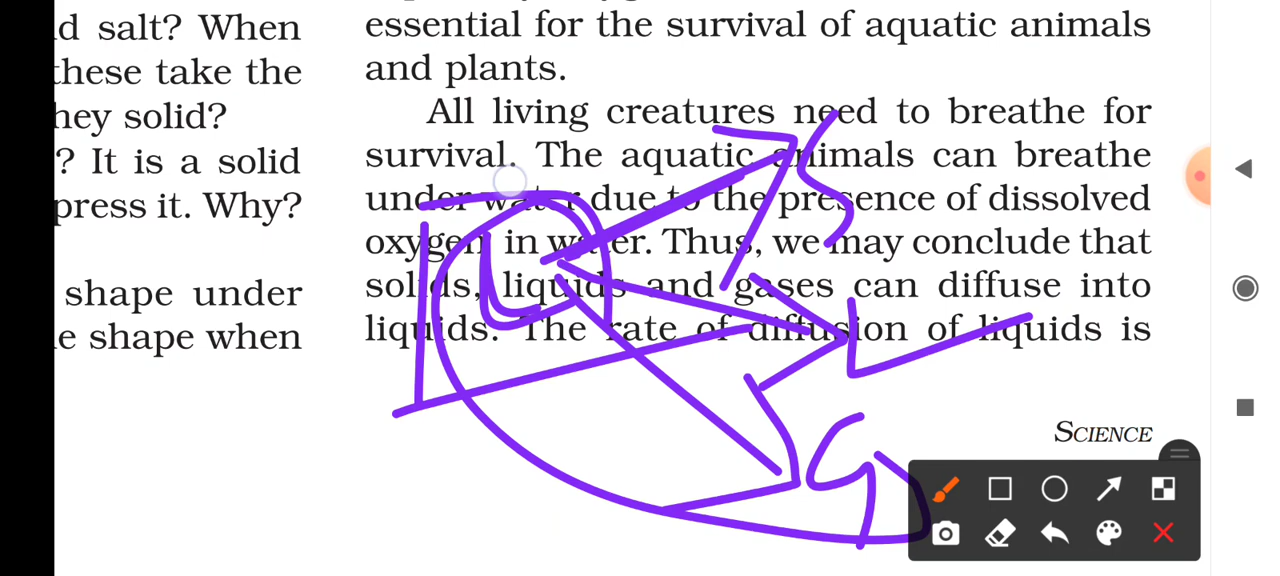 d salt? When
these take the
hey solid?
? It is a solid
press it. Why?
shape under
e shape when
essential for the survival of aquatic animals
and plants.
All living creatures need to breathe for
survival. The aquatic animals can breathe
under water due to the presence of dissolved
oxygen in water. Thus, we may conclude that
solids, liquids and gases can diffuse into
liquids. The rate of diffusion of liquids is
S
L
G
SCIENCE